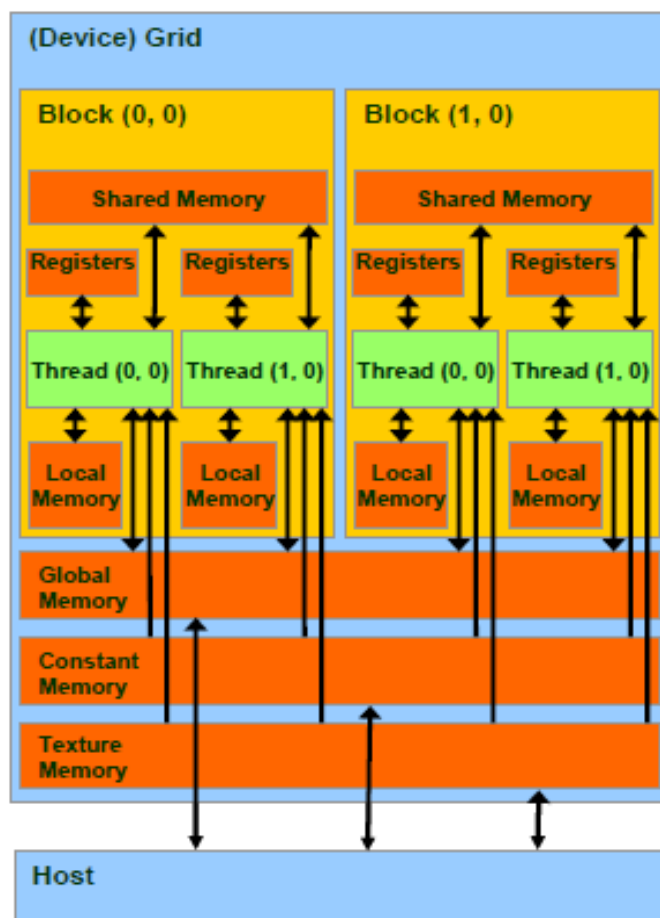 (Device) Grid
Block (0, 0)
Block (1, 0)
Shared Memory
Shared Memory
Registers
Registers
Registers
Registers
Thread (0, 0)
Thread (1, 0)
Thread (0, 0)
Thread (1, 0)
Local
Memory
Local
Memory
Local
Memory
Local
Memory
Global
Memory
Constant
Memory
Texture
Memory
Host